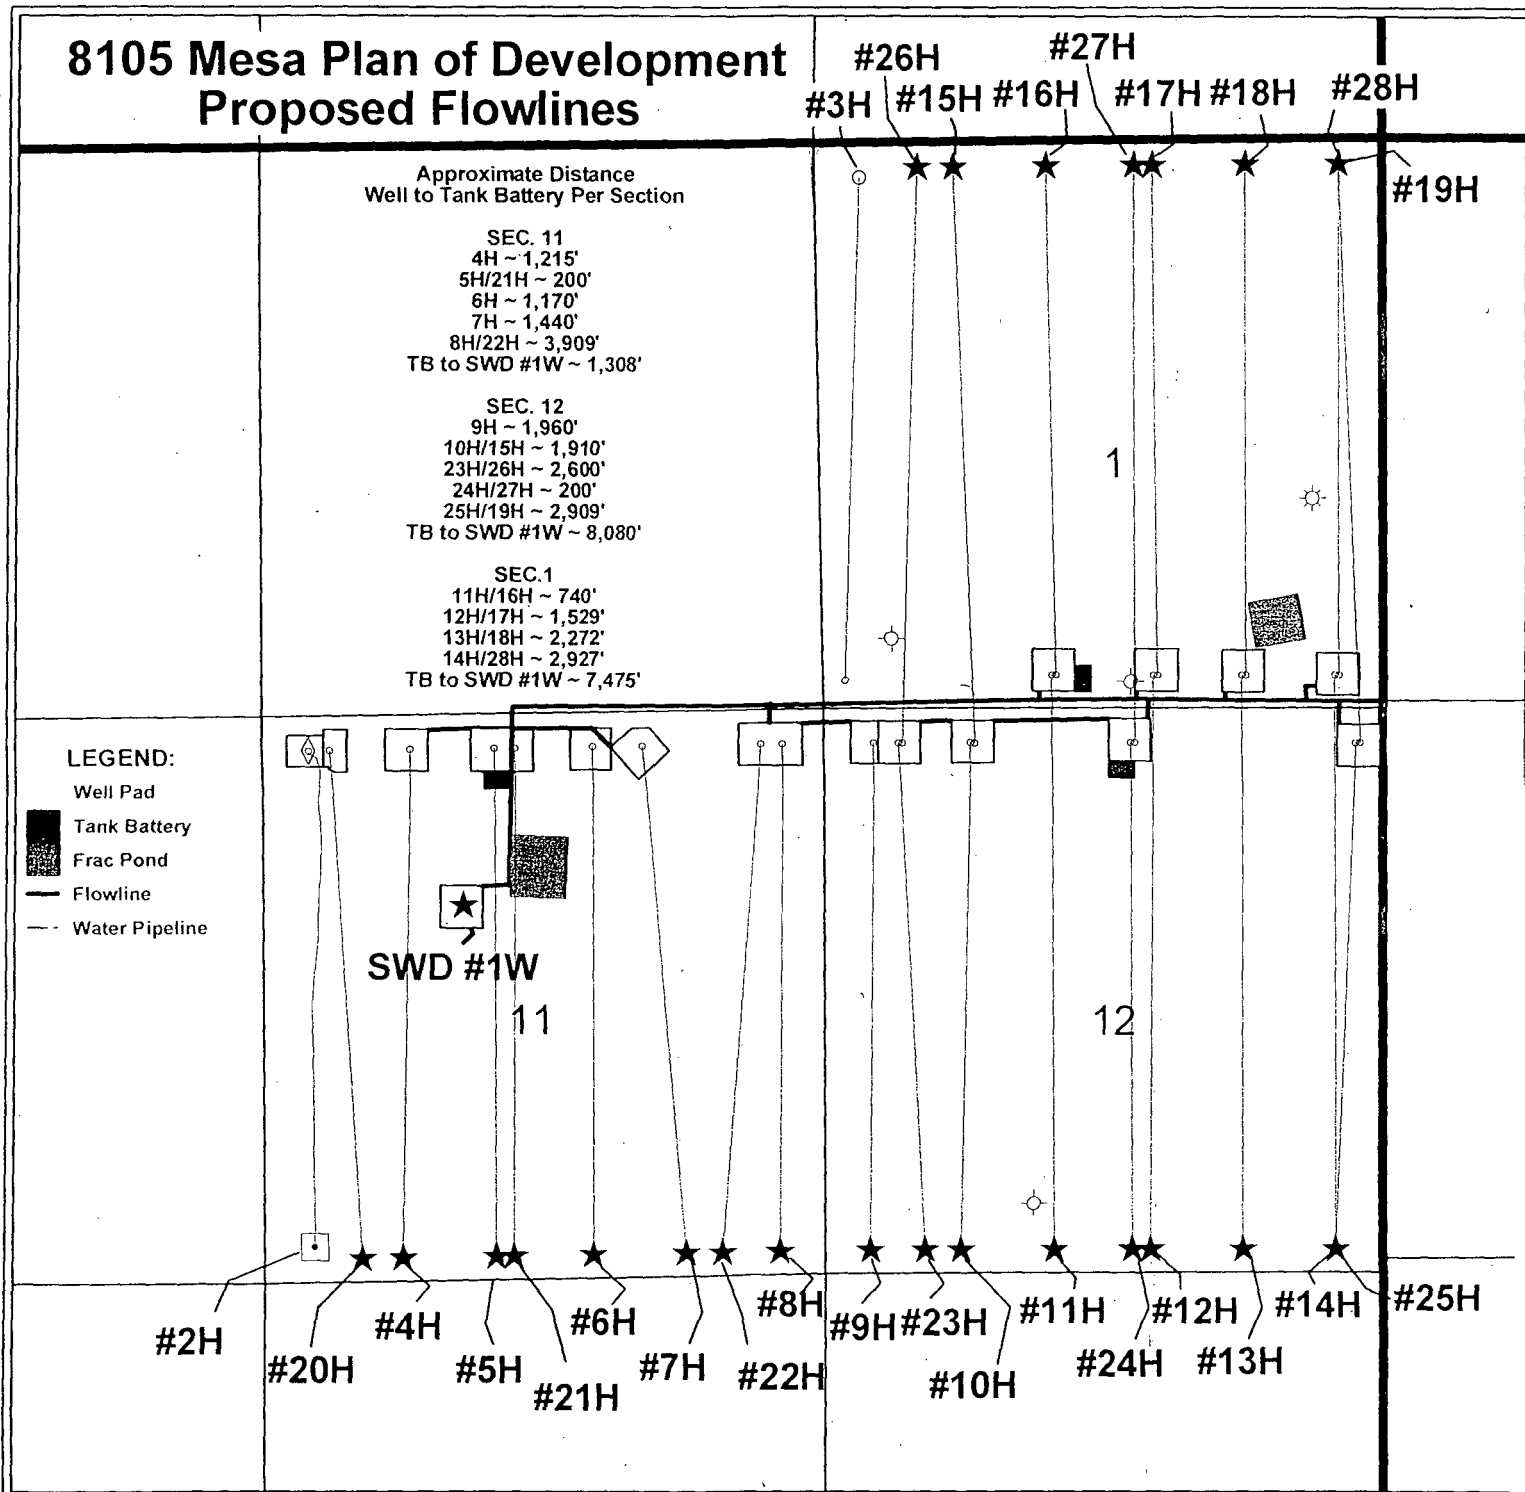 8105 Mesa Plan of Development
Proposed Flowlines
#26H
#27H
#3H
#15H
#16H
#17H
#18H
#28H
#19H
Approximate Distance
Well to Tank Battery Per Section
SEC. 11
4H ~ 1,215'
5H/21H ~ 200'
6H ~ 1,170'
7H ~ 1,440'
8H/22H ~ 3,909'
TB to SWD #1W ~ 1,308'
SEC. 12
9H ~ 1,960'
10H/15H ~ 1,910'
23H/26H ~ 2,600'
24H/27H ~ 200'
25H/19H ~ 2,909'
TB to SWD #1W ~ 8,080'
SEC.1
11H/16H ~ 740'
12H/17H ~ 1,529'
13H/18H ~ 2,272'
14H/28H ~ 2,927'
TB to SWD #1W ~ 7,475'
1
LEGEND:
Well Pad
Tank Battery
Frac Pond
Flowline
Water Pipeline
SWD #1W
11
12
#2H
#20H
#4H
#5H
#21H
#6H
#7H
#22H
#8H
#9H
#23H
#10H
#11H
#24H
#12H
#13H
#14H
#25H